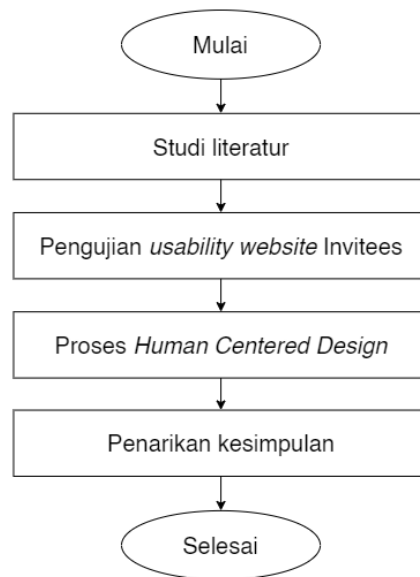 Mulai
Studi literatur
Pengujian usability website Invitees
Proses Human Centered Design
Penarikan kesimpulan
Selesai